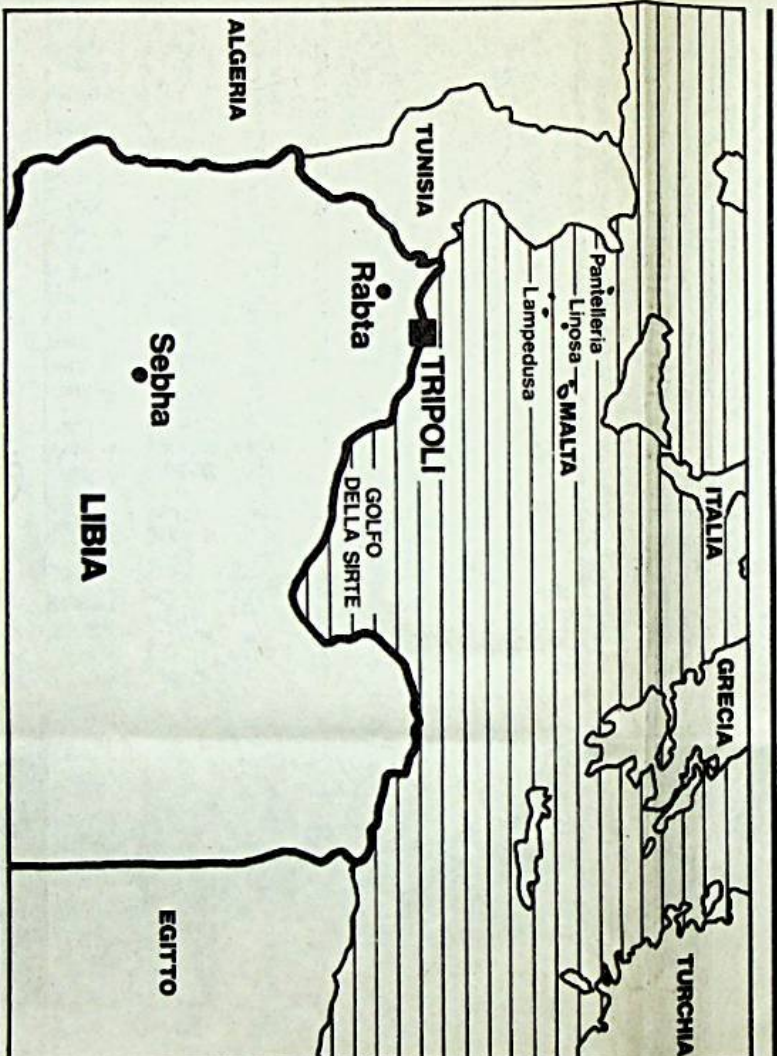 ITALIA
GRECIA
TURCHIA
Pantelleria
Linosa
MALTA
Lampedusa
TUNISIA
TRIPOLI
GOLFO
DELLA SIRTE
Rabta
ALGERIA
Sebha
LIBIA
EGITTO